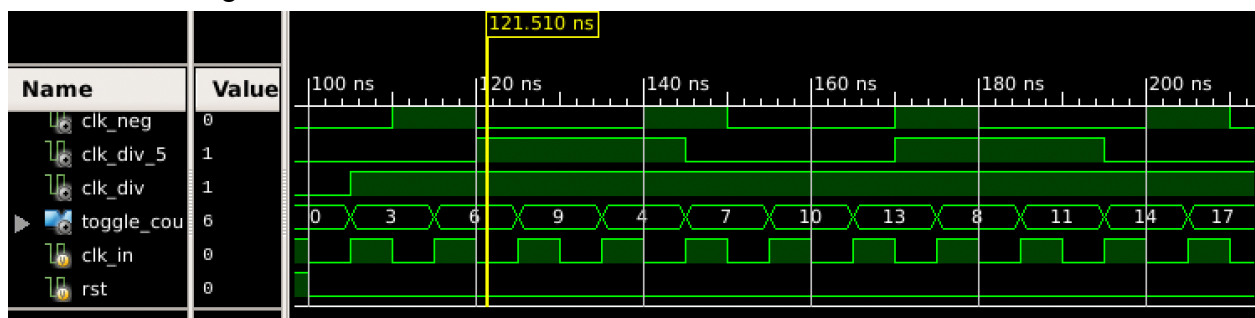 121.510 ns
Name Value 100 ns 120 ns 140 ns 160 ns 180 ns 200 ns
clk_neg 0
clk_div_5 1
clk_div 1
toggle_cou 6 0 3 6 9 4 7 10 13 8 11 14 17
clk_in 0
rst 0